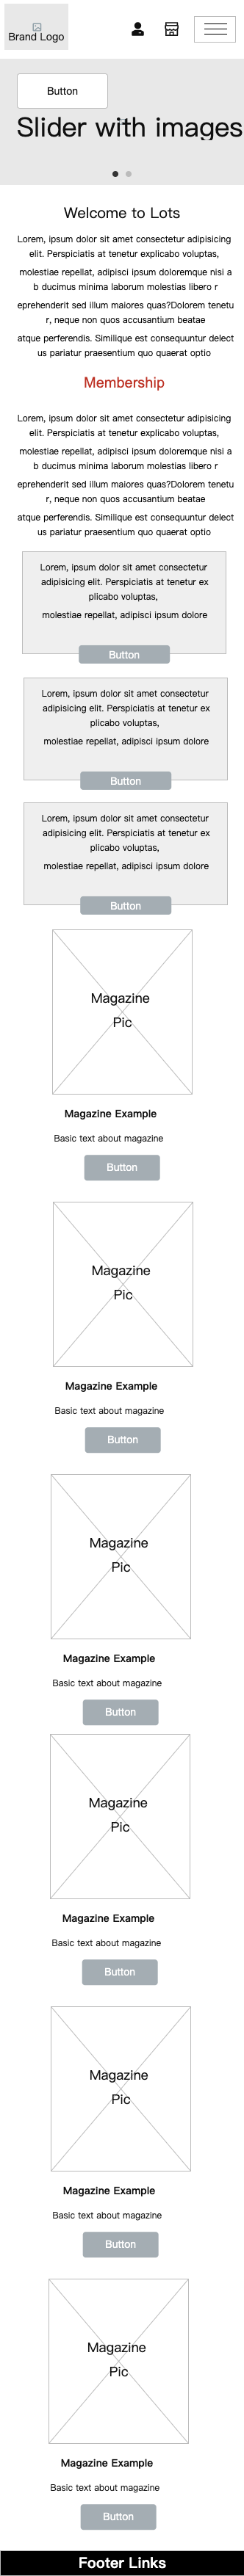 Brand Logo
Button
Slider with images
Welcome to Lots
Lorem, ipsum dolor sit amet consectetur adipisicing
elit. Perspiciatis at tenetur explicabo voluptas,
molestiae repellat, adipisci ipsum doloremque nisi a
b ducimus minima laborum molestias libero r
eprehenderit sed illum maiores quas?Dolorem tenetu
r, neque non quos accusantium beatae
atque perferendis. Similique est consequuntur delect
us pariatur praesentium quo quaerat optio
Membership
Lorem, ipsum dolor sit amet consectetur adipisicing
elit. Perspiciatis at tenetur explicabo voluptas,
molestiae repellat, adipisci ipsum doloremque nisi a
b ducimus minima laborum molestias libero r
eprehenderit sed illum maiores quas?Dolorem tenetu
r, neque non quos accusantium beatae
atque perferendis. Similique est consequuntur delect
us pariatur praesentium quo quaerat optio
Lorem, ipsum dolor sit amet consectetur
adipisicing elit. Perspiciatis at tenetur ex
plicabo voluptas,
molestiae repellat, adipisci ipsum dolore
Button
Lorem, ipsum dolor sit amet consectetur
adipisicing elit. Perspiciatis at tenetur ex
plicabo voluptas,
molestiae repellat, adipisci ipsum dolore
Button
Lorem, ipsum dolor sit amet consectetur
adipisicing elit. Perspiciatis at tenetur ex
plicabo voluptas,
molestiae repellat, adipisci ipsum dolore
Button
Magazine
Pic
Magazine Example
Basic text about magazine
Button
Magazine
Pic
Magazine Example
Basic text about magazine
Button
Magazine
Pic
Magazine Example
Basic text about magazine
Button
Magazine
Pic
Magazine Example
Basic text about magazine
Button
Magazine
Pic
Magazine Example
Basic text about magazine
Button
Magazine
Pic
Magazine Example
Basic text about magazine
Button
Footer Links